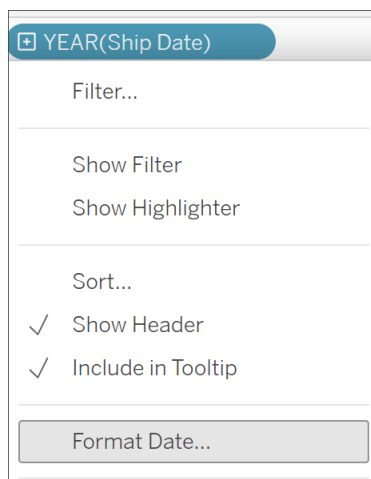 YEAR(Ship Date)
Filter...
Show Filter
Show Highlighter
Sort...
Show Header
Include in Tooltip
Format Date...